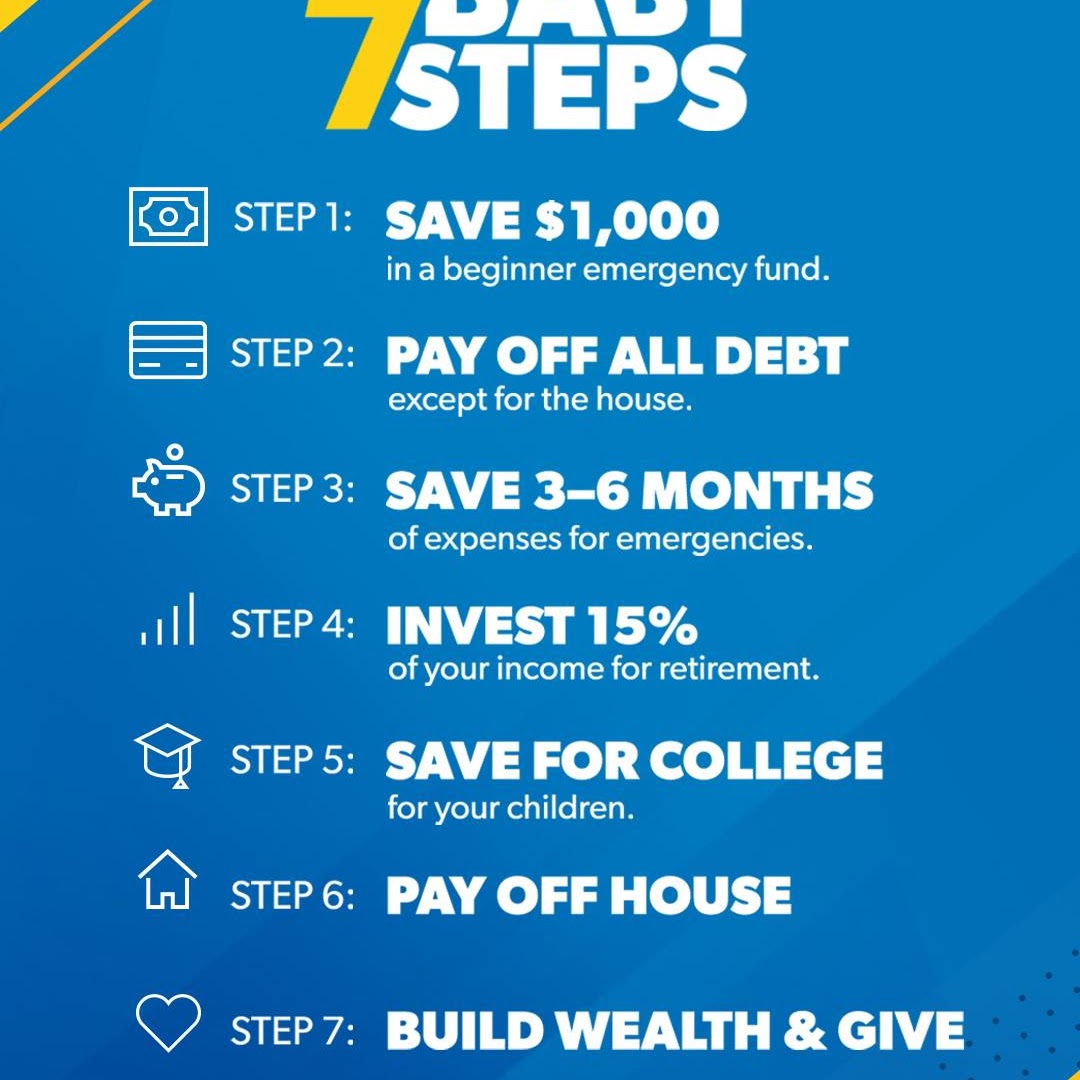 7 BABY
STEPS
STEP 1: SAVE $1,000
in a beginner emergency fund.
STEP 2: PAY OFF ALL DEBT
except for the house.
STEP 3: SAVE 3–6 MONTHS
of expenses for emergencies.
STEP 4: INVEST 15%
of your income for retirement.
STEP 5: SAVE FOR COLLEGE
for your children.
STEP 6: PAY OFF HOUSE
STEP 7: BUILD WEALTH & GIVE